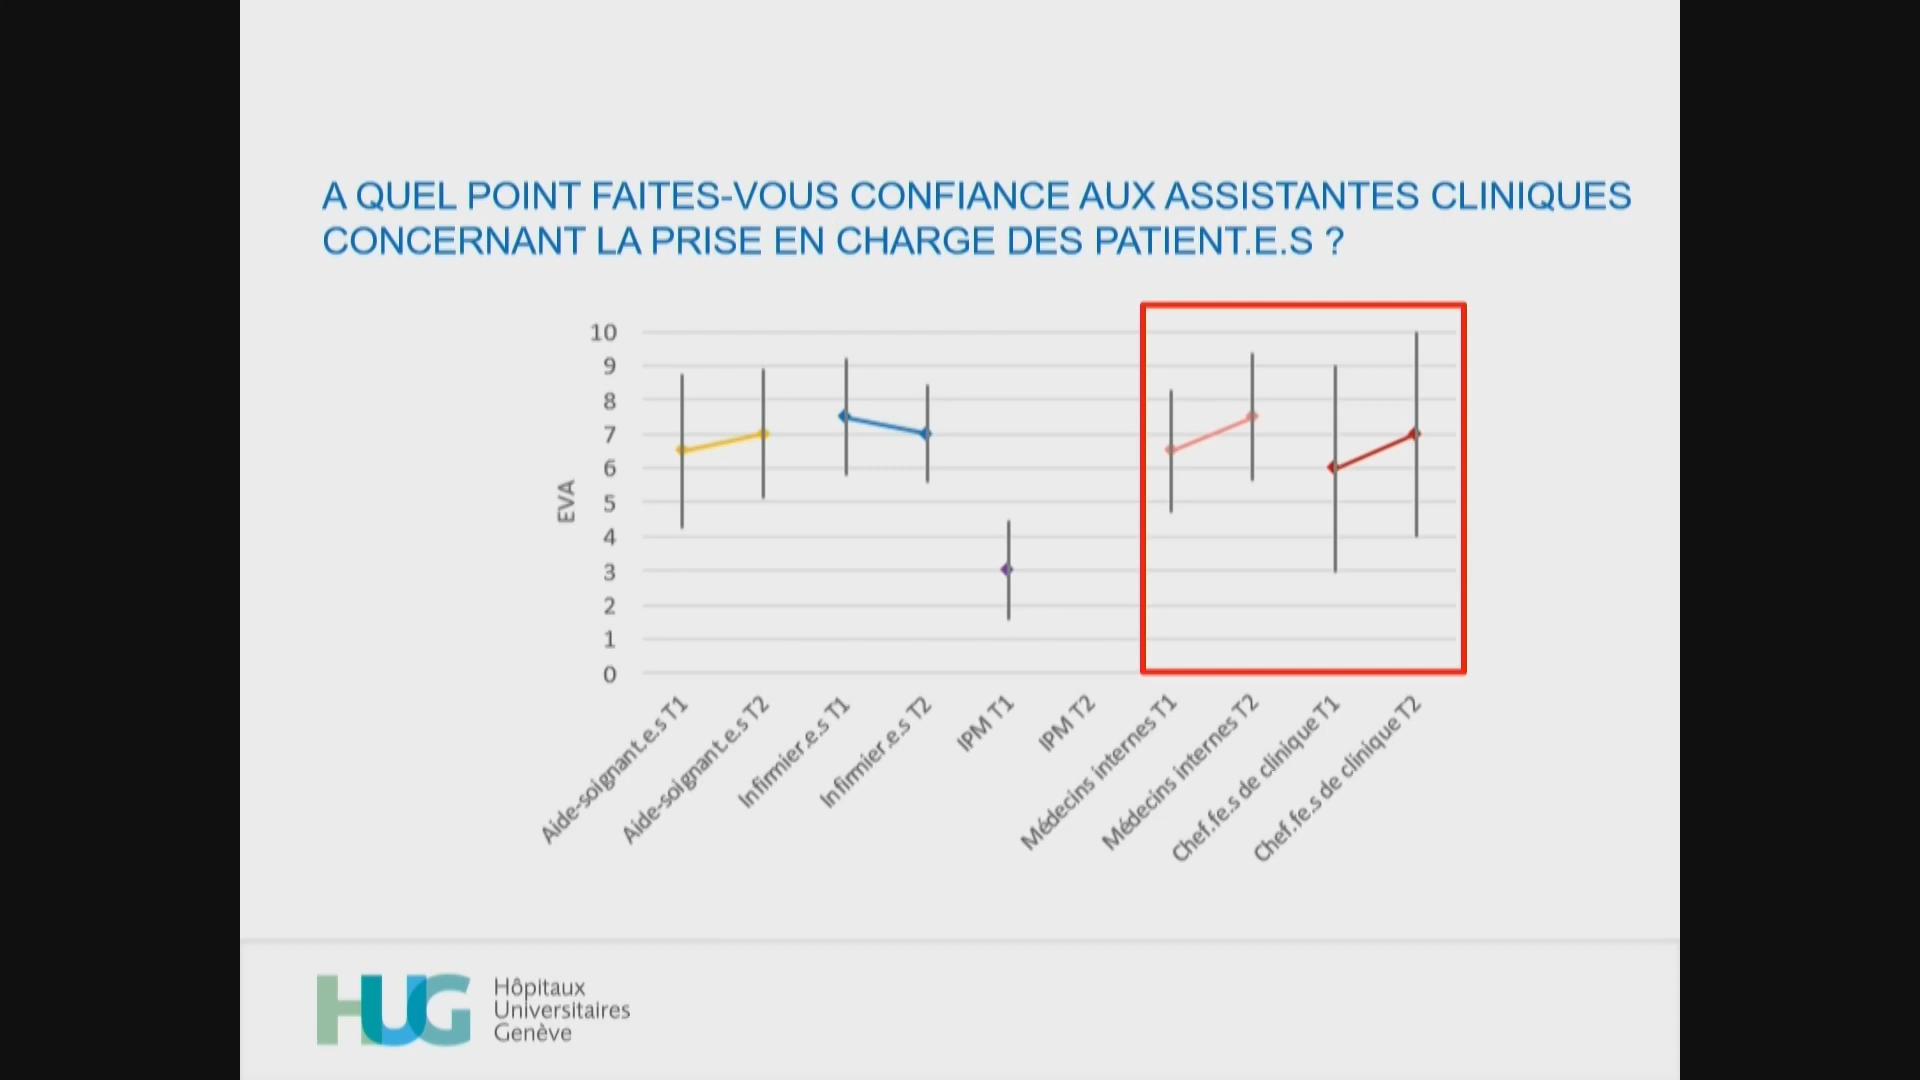 A QUEL POINT FAITES-VOUS CONFIANCE AUX ASSISTANTES CLINIQUES
CONCERNANT LA PRISE EN CHARGE DES PATIENT.E.S ?
10
9
8
7
6
5
4
3
2
1
0
EVA
Aide-soignant.e.s T1
Aide-soignant.e.s T2
Infirmier.e.s T1
Infirmier.e.s T2
IPM T1
IPM T2
Médecins internes T1
Médecins internes T2
Chef.fe.s de clinique T1
Chef.fe.s de clinique T2
HUG
Hôpitaux
Universitaires
Genève